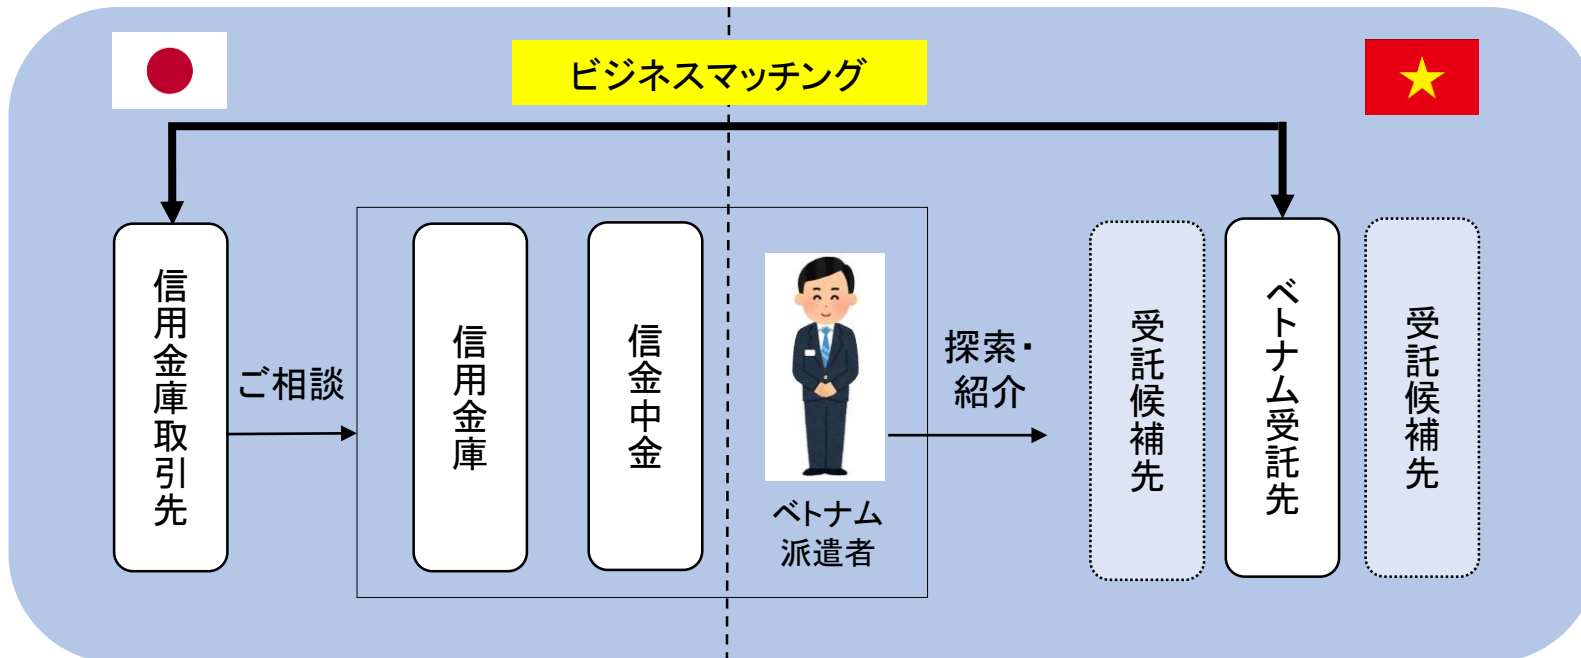 ビジネスマッチング
信用金庫取引先
ご相談
信用金庫
信金中金
ベトナム
派遣者
探索・
紹介
受託候補先
ベトナム受託先
受託候補先